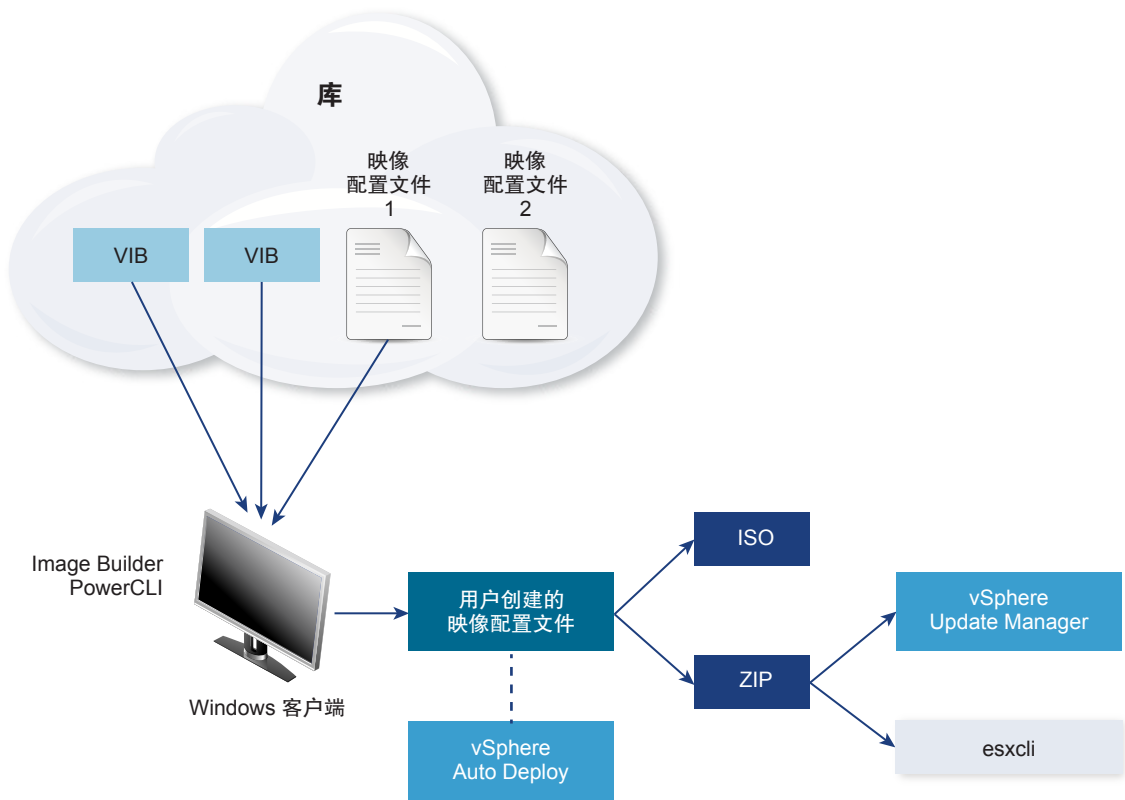 库
映像
配置文件
1
映像
配置文件
2
VIB
VIB
Image Builder
PowerCLI
Windows 客户端
用户创建的
映像配置文件
vSphere
Auto Deploy
ISO
ZIP
vSphere
Update Manager
esxcli